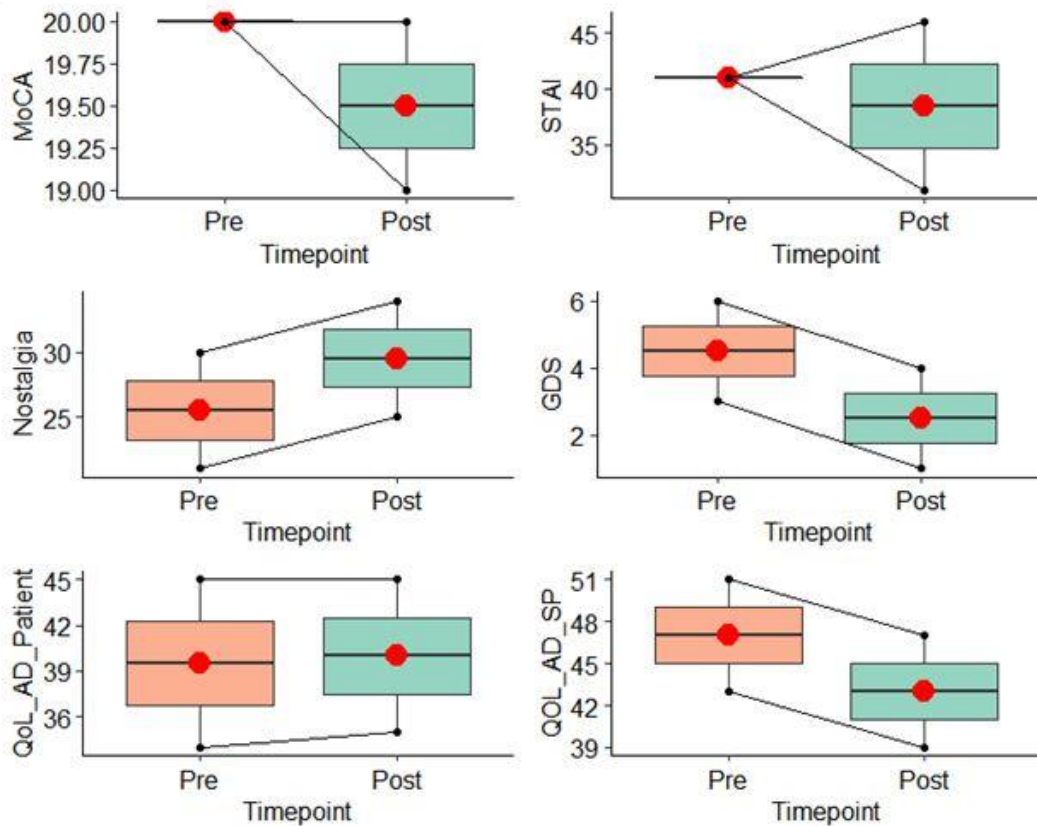 MoCA
20.00
19.75
19.50
19.25
19.00
Pre Post
Timepoint
STAI
45
40
35
Pre Post
Timepoint
Nostalgia
30
25
Pre Post
Timepoint
GDS
6
4
2
Pre Post
Timepoint
QoL_AD_Patient
45
42
39
36
Pre Post
Timepoint
QOL_AD_SP
51
48
45
42
39
Pre Post
Timepoint